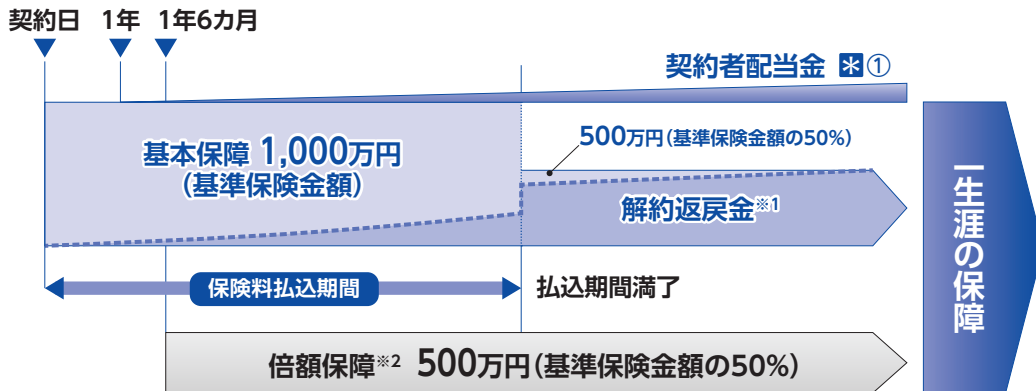 契約日 1年 1年6カ月
契約者配当金 *①
基本保障 1,000万円
(基準保険金額)
500万円(基準保険金額の50%)
解約返戻金※1
保険料払込期間
払込期間満了
倍額保障※2 500万円(基準保険金額の50%)
一生涯の保障